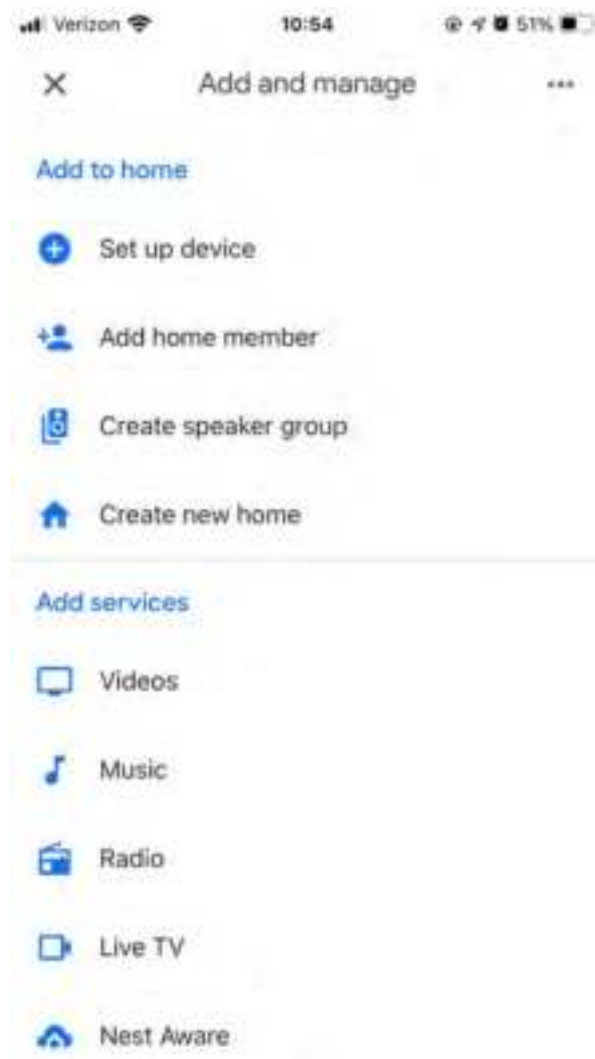 Verizon 10:54 51%
Add and manage
Add to home
Set up device
Add home member
Create speaker group
Create new home
Add services
Videos
Music
Radio
Live TV
Nest Aware